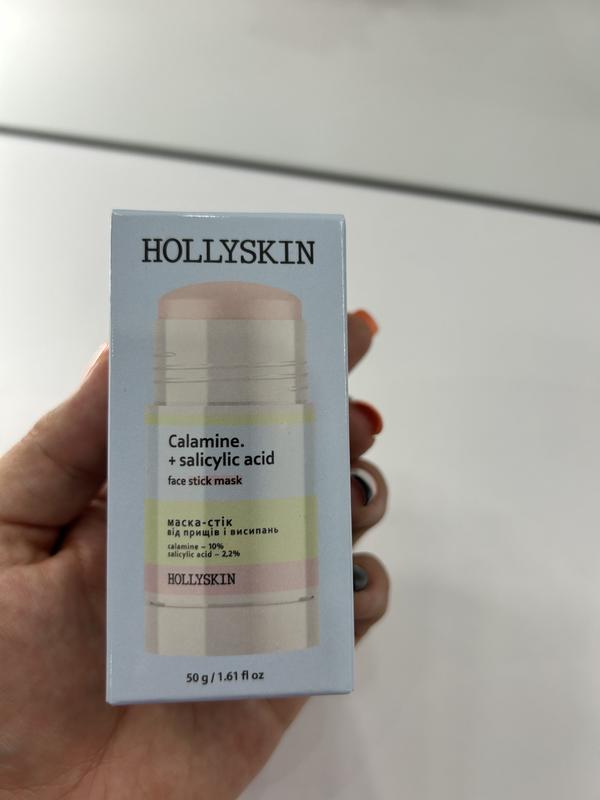 HOLLYSKIN
Calamine.
+ salicylic acid
face stick mask
маска-стік
від прищів і висипань
calamine – 10%
salicylic acid – 2,2%
HOLLYSKIN
50 g / 1.61 fl oz